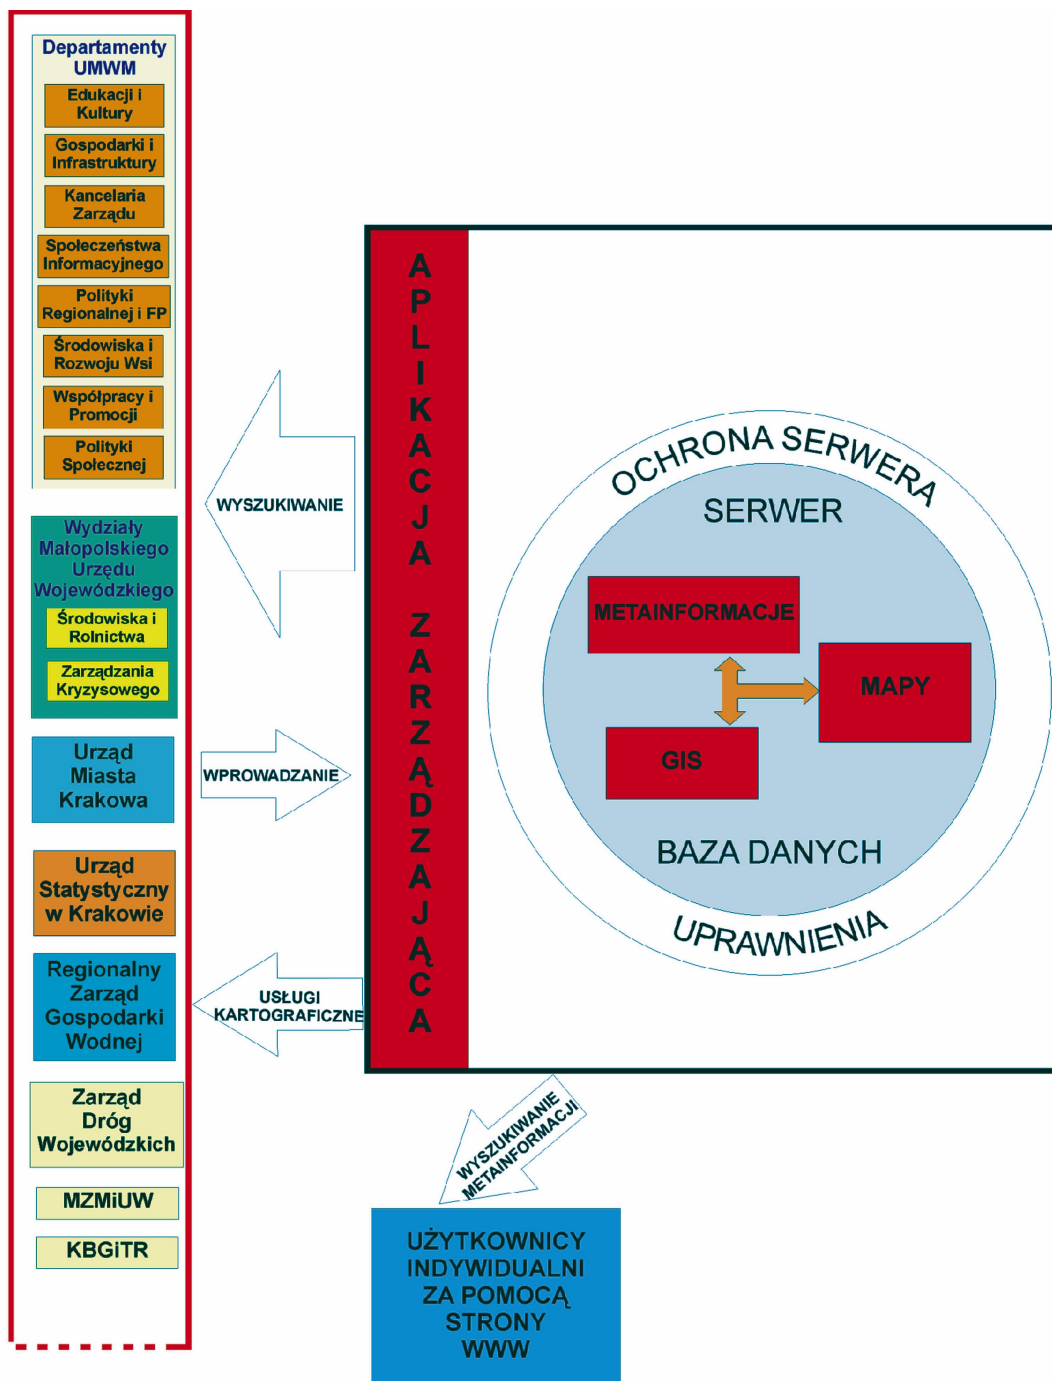 Departamenty
UMWM
Edukacji i
Kultury
Gospodarki i
Infrastruktury
Kancelaria
Zarządu
Społeczeństwa
Informacyjnego
Polityki
Regionalnej i FP
Środowiska i
Rozwoju Wsi
Współpracy i
Promocji
Polityki
Społecznej
Wydziały
Małopolskiego
Urzędu
Wojewódzkiego
Środowiska i
Rolnictwa
Zarządzania
Kryzysowego
Urząd
Miasta
Krakowa
Urząd
Statystyczny
w Krakowie
Regionalny
Zarząd
Gospodarki
Wodnej
Zarząd
Dróg
Wojewódzkich
MZMiUW
KBGiTR
WYSZUKIWANIE
WPROWADZANIE
USŁUGI
KARTOGRAFICZNE
APLIKACJA ZARZĄDZAJĄCA
OCHRONA SERWERA
SERWER
METAINFORMACJE
MAPY
GIS
BAZA DANYCH
UPRAWNIENIA
WYSZUKIWANIE
METAINFORMACJI
UŻYTKOWNICY
INDYWIDUALNI
ZA POMOCĄ
STRONY
WWW